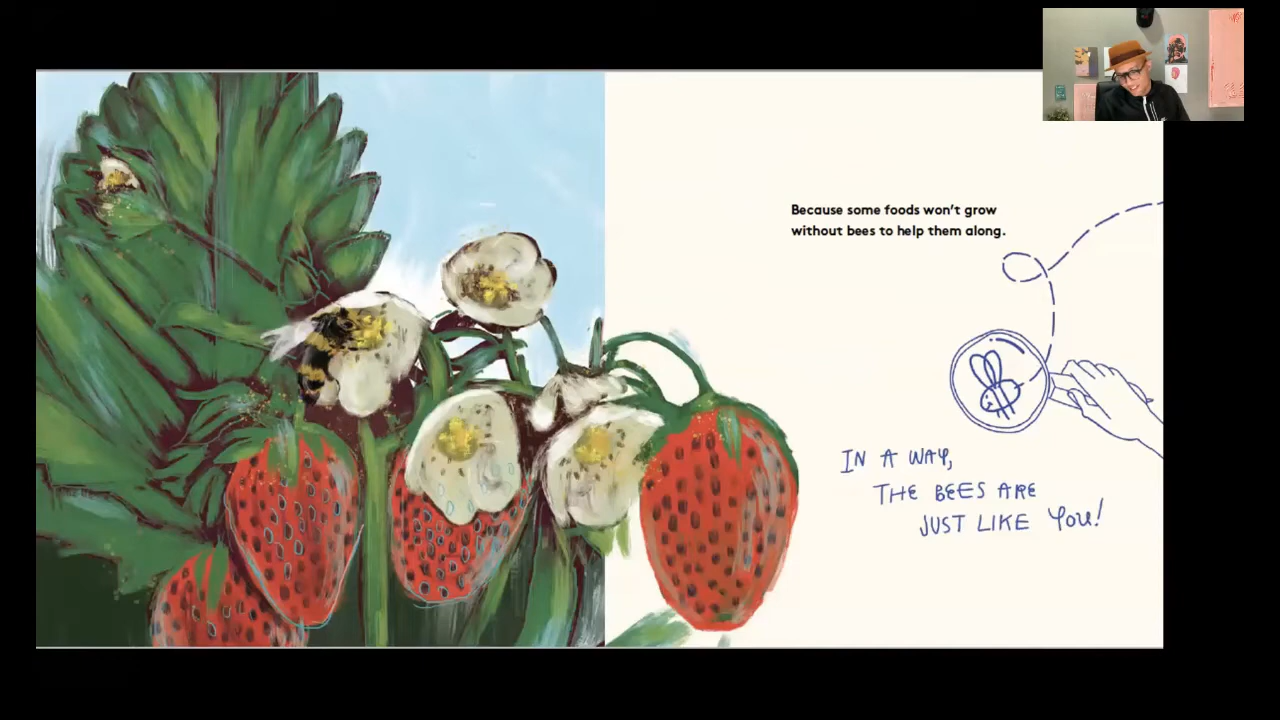 Because some foods won't grow
without bees to help them along.
IN A WAY,
THE BEES ARE
JUST LIKE YOU!